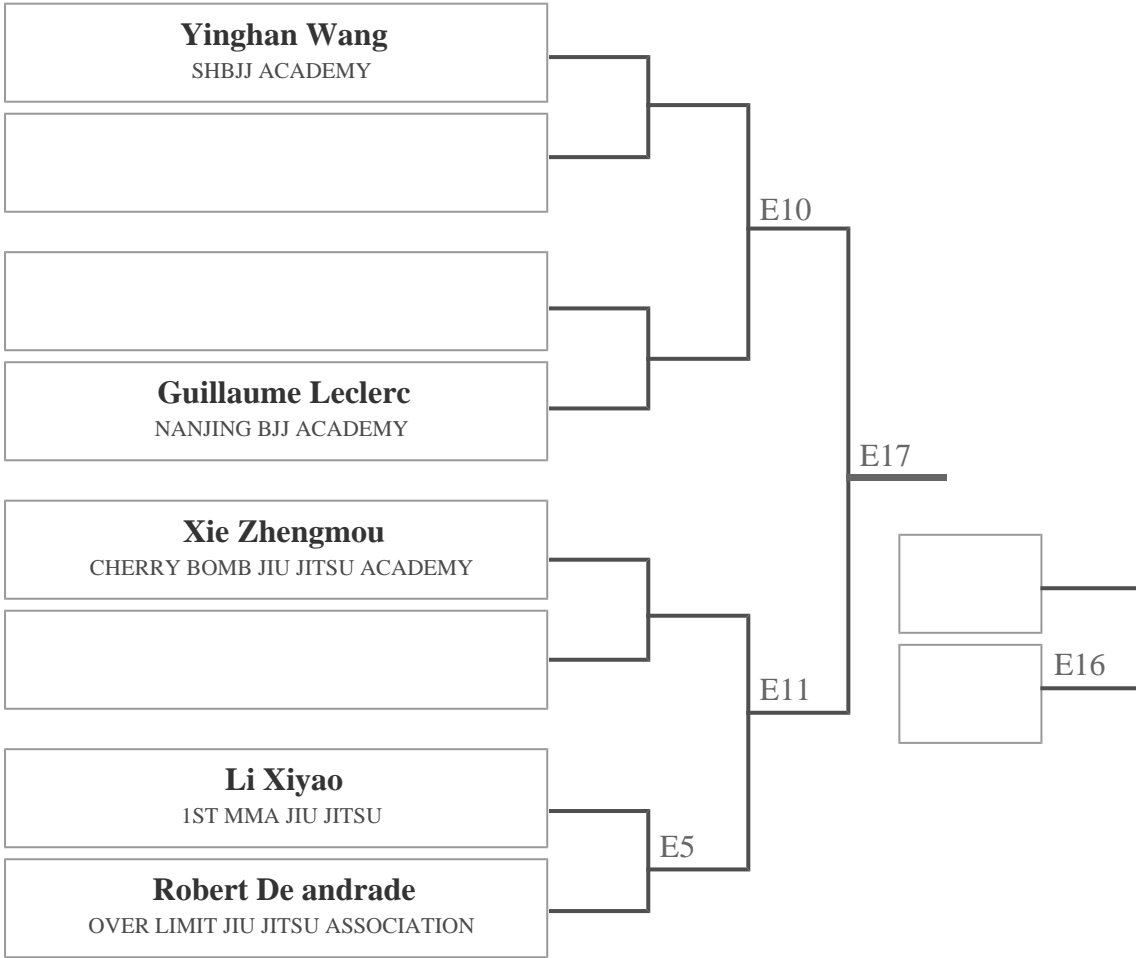 Yinghan Wang
SHBJJ ACADEMY
E10
Guillaume Leclerc
NANJING BJJ ACADEMY
E17
Xie Zhengmou
CHERRY BOMB JIU JITSU ACADEMY
E16
E11
Li Xiyao
1ST MMA JIU JITSU
E5
Robert De andrade
OVER LIMIT JIU JITSU ASSOCIATION